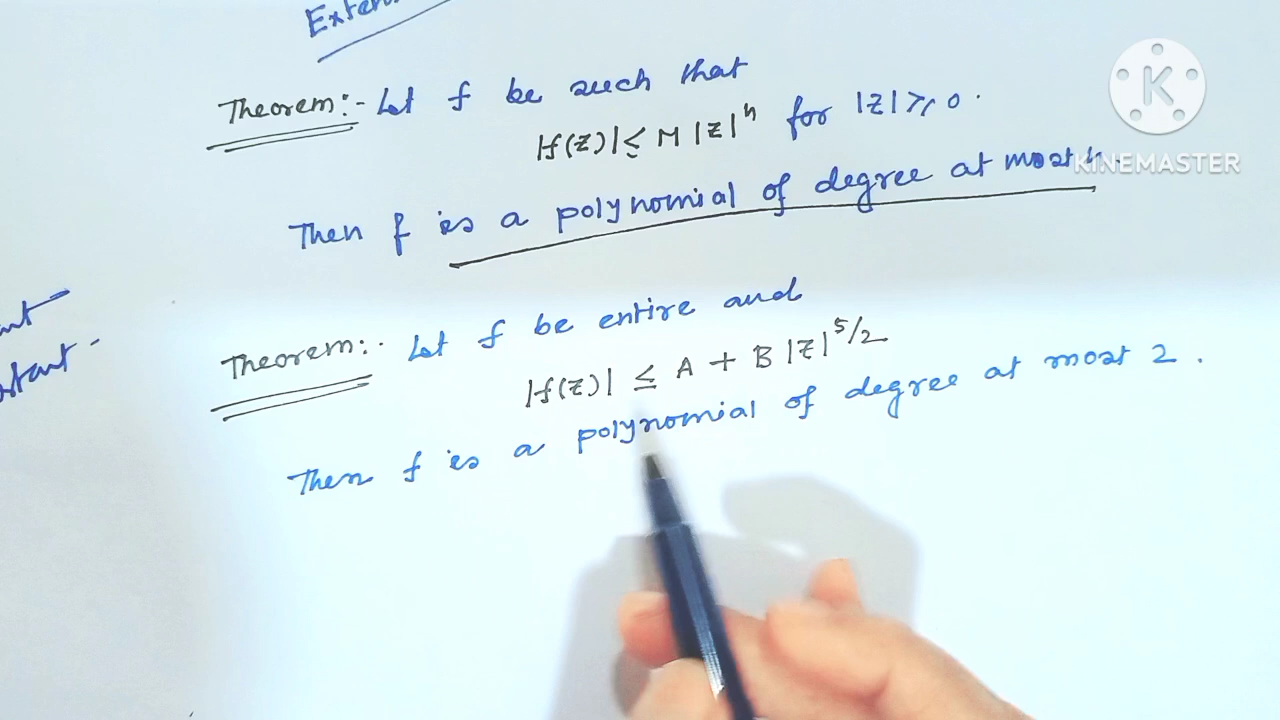 Theorem:- Let f be such that
|f(z)| ≤ M |z|ⁿ for |z| ≥ 0.
KINEMASTER
Then f is a polynomial of degree at most n.
Theorem:. Let f be entire and
|f(z)| ≤ A + B |z|^5/2
Then f is a polynomial of degree at most 2.